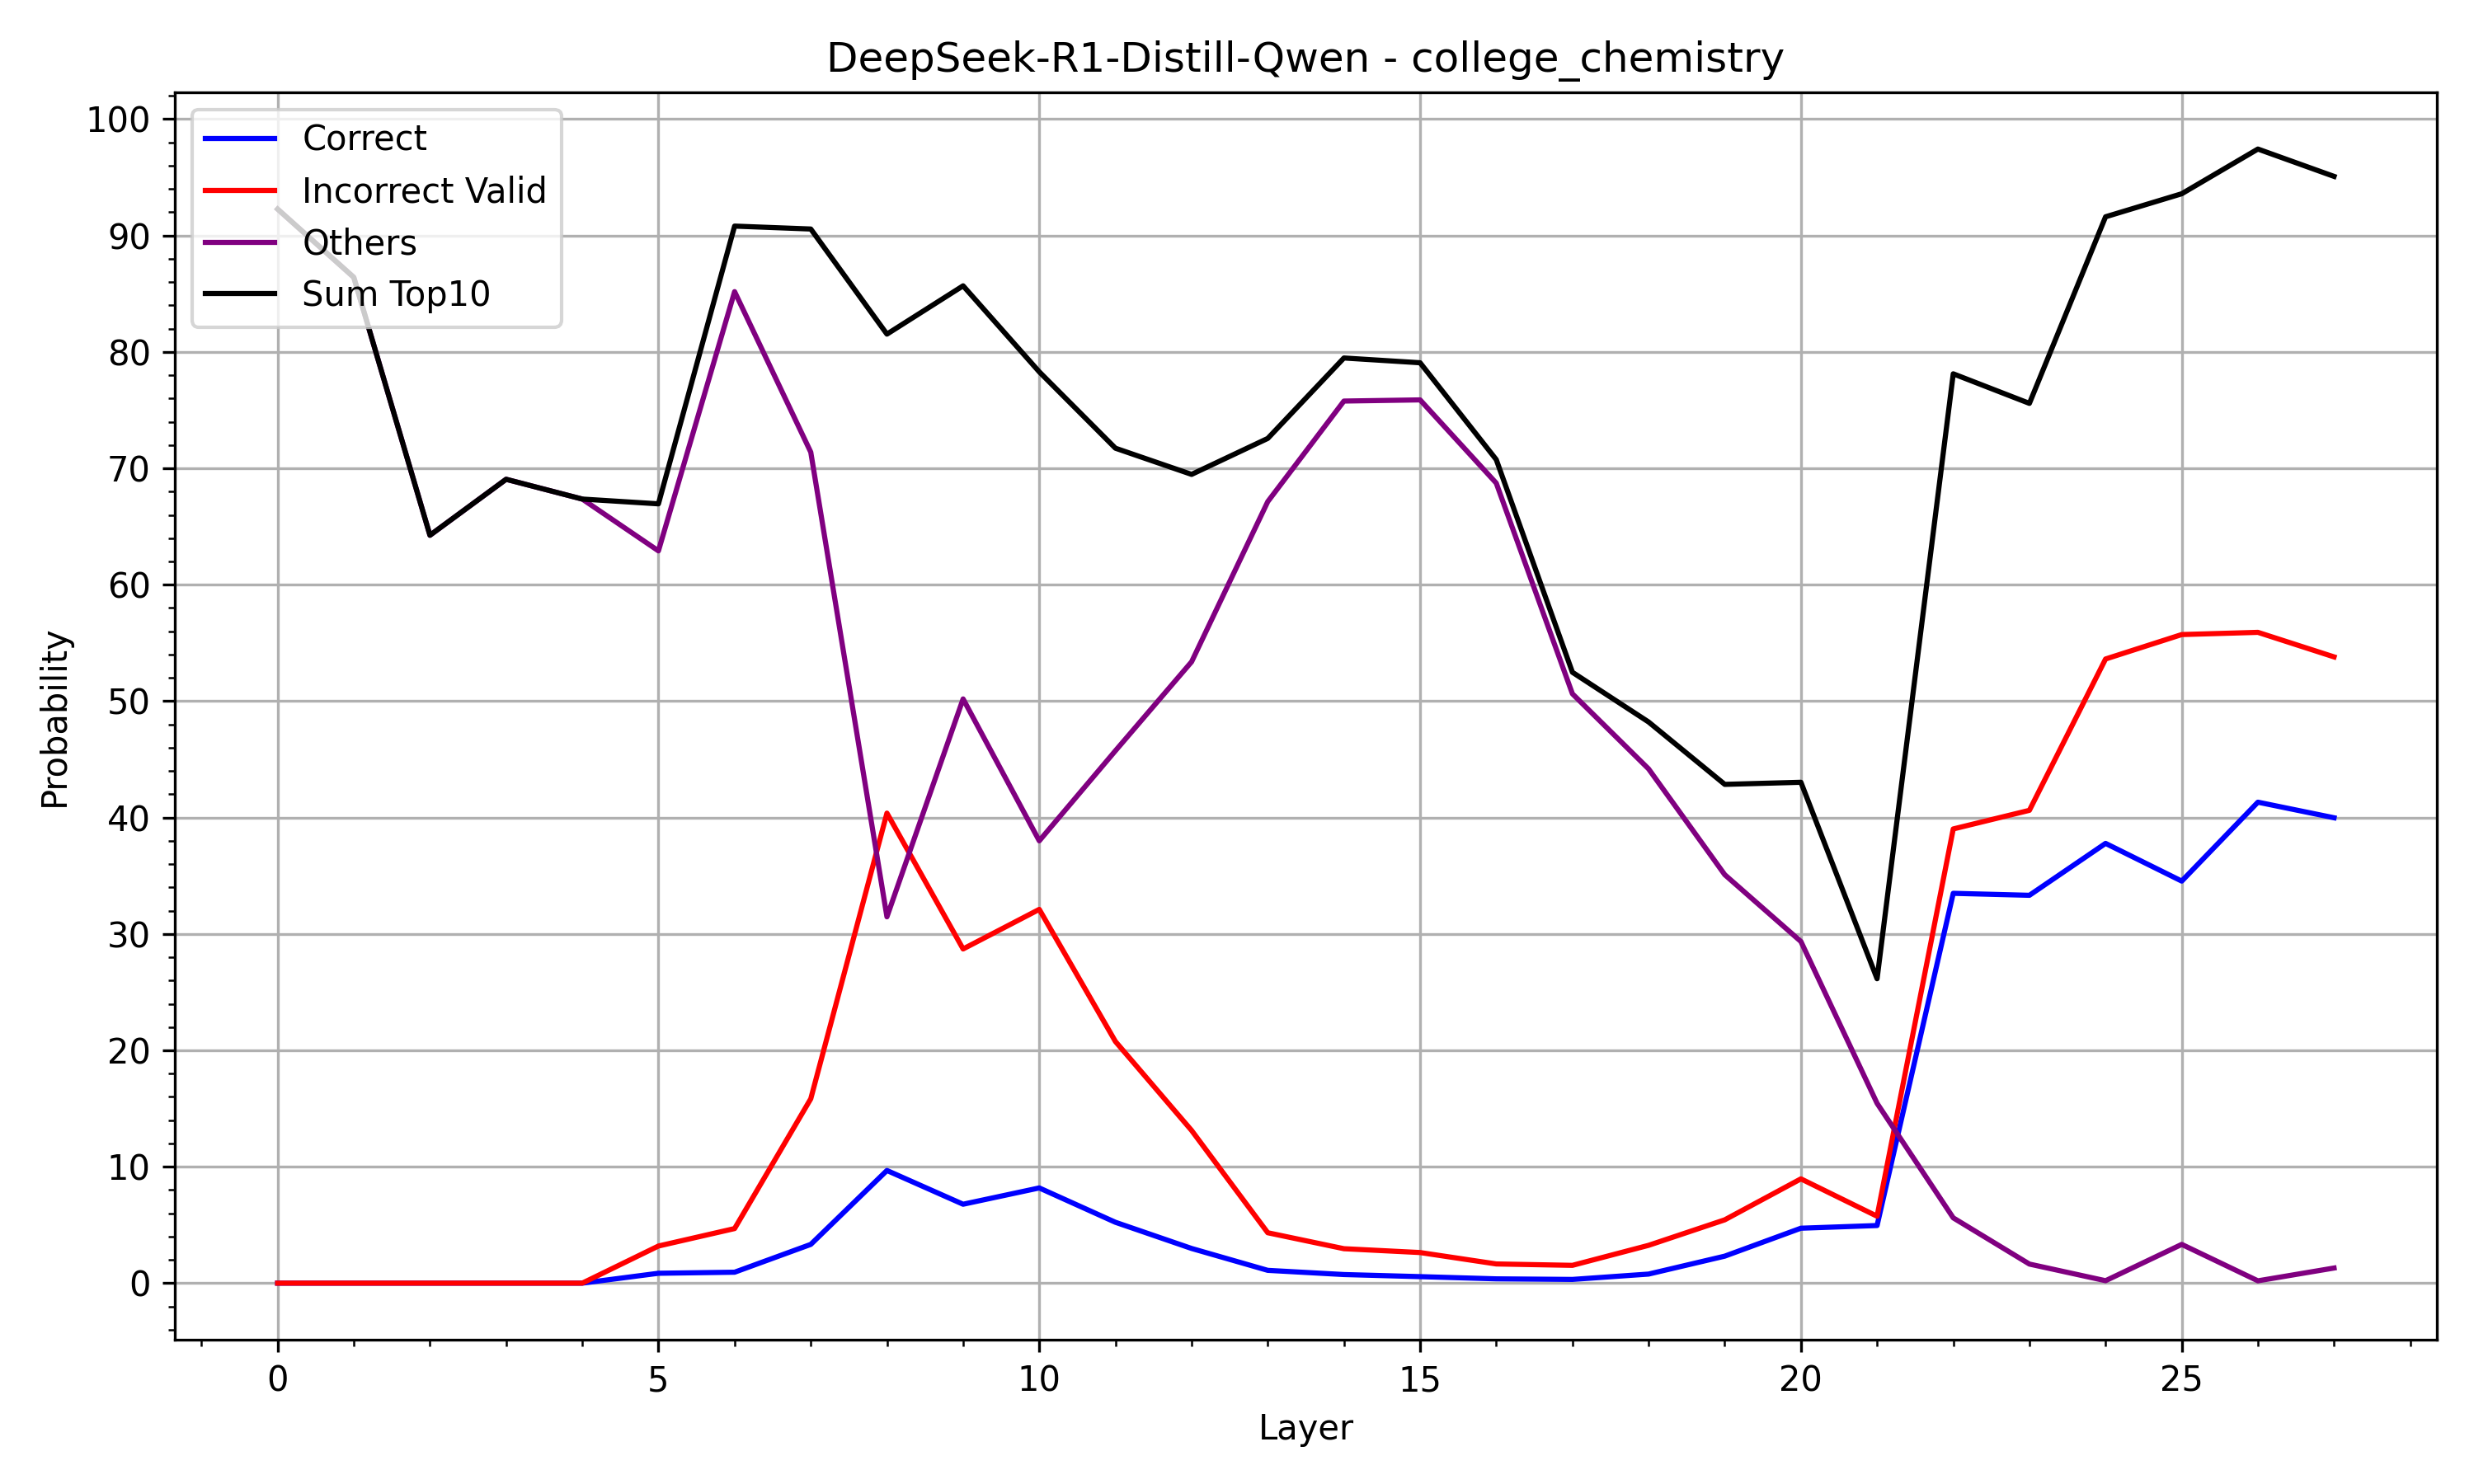 DeepSeek-R1-Distill-Qwen - college_chemistry
Correct
Incorrect Valid
Others
Sum Top10
100
90
80
70
60
50
40
30
20
10
0
Probability
0 5 10 15 20 25
Layer